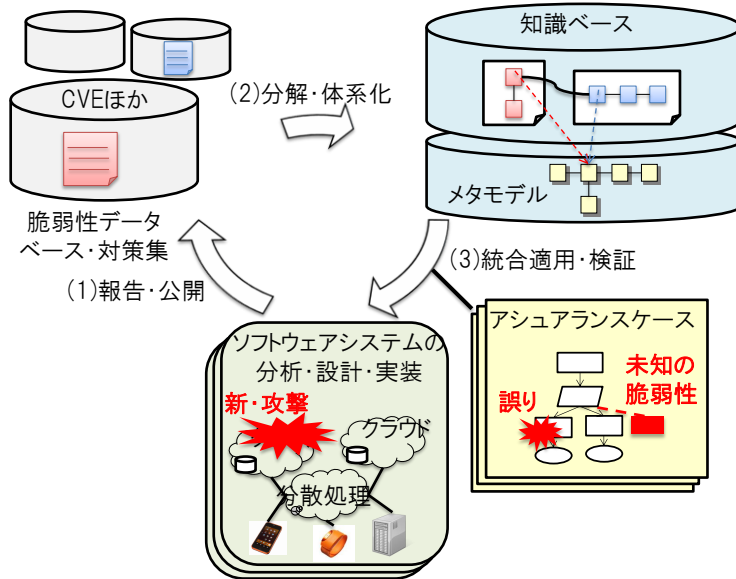 知識ベース
CVEほか
(2)分解･体系化
メタモデル
脆弱性データ
ベース･対策集
(1)報告･公開
(3)統合適用･検証
アシュアランスケース
未知の
脆弱性
誤り
ソフトウェアシステムの
分析･設計･実装
新･攻撃
クラウド
分散処理